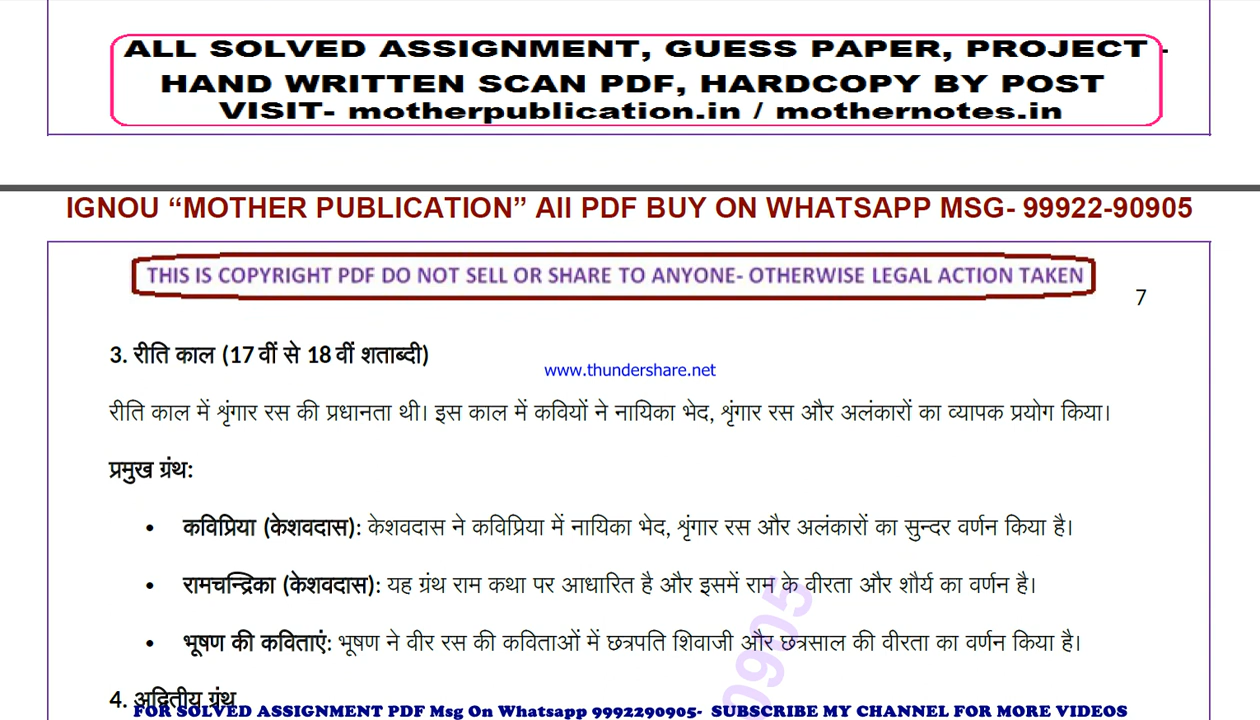 ALL SOLVED ASSIGNMENT, GUESS PAPER, PROJECT -
HAND WRITTEN SCAN PDF, HARDCOPY BY POST
VISIT- motherpublication.in / mothernotes.in
IGNOU “MOTHER PUBLICATION” All PDF BUY ON WHATSAPP MSG- 99922-90905
THIS IS COPYRIGHT PDF DO NOT SELL OR SHARE TO ANYONE- OTHERWISE LEGAL ACTION TAKEN
7
3. रीति काल (17 वीं से 18 वीं शताब्दी)
www.thundershare.net
रीति काल में शृंगार रस की प्रधानता थी। इस काल में कवियों ने नायिका भेद, शृंगार रस और अलंकारों का व्यापक प्रयोग किया।
प्रमुख ग्रंथ:
• कविप्रिया (केशवदास): केशवदास ने कविप्रिया में नायिका भेद, शृंगार रस और अलंकारों का सुन्दर वर्णन किया है।
• रामचन्द्रिका (केशवदास): यह ग्रंथ राम कथा पर आधारित है और इसमें राम के वीरता और शौर्य का वर्णन है।
• भूषण की कविताएं: भूषण ने वीर रस की कविताओं में छत्रपति शिवाजी और छत्रसाल की वीरता का वर्णन किया है।
0905
4. अद्वितीय ग्रंथ
FOR SOLVED ASSIGNMENT PDF Msg On Whatsapp 9992290905- SUBSCRIBE MY CHANNEL FOR MORE VIDEOS